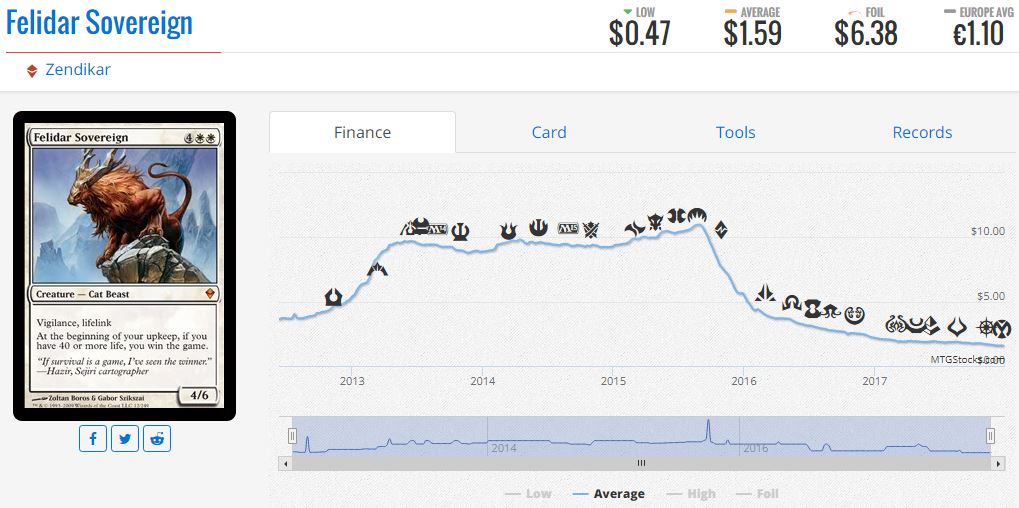 Felidar Sovereign
LOW
$0.47
AVERAGE
$1.59
FOIL
$6.38
EUROPE AVG
€1.10
Zendikar
Felidar Sovereign 4
Creature — Cat Beast
Vigilance, lifelink
At the beginning of your upkeep, if you
have 40 or more life, you win the game.
“If survival is a game, I’ve seen the winner.”
—Hazir, Sejiri cartographer
Zoltan Boros & Gabor Szikszai
4/6
™ & © 1993–2009 Wizards of the Coast LLC 12/249
Finance
Card
Tools
Records
M14
M15
$10.00
$5.00
$0.00
MTGStocks.com
2013
2014
2015
2016
2017
2014
2016
Low
Average
High
Foil